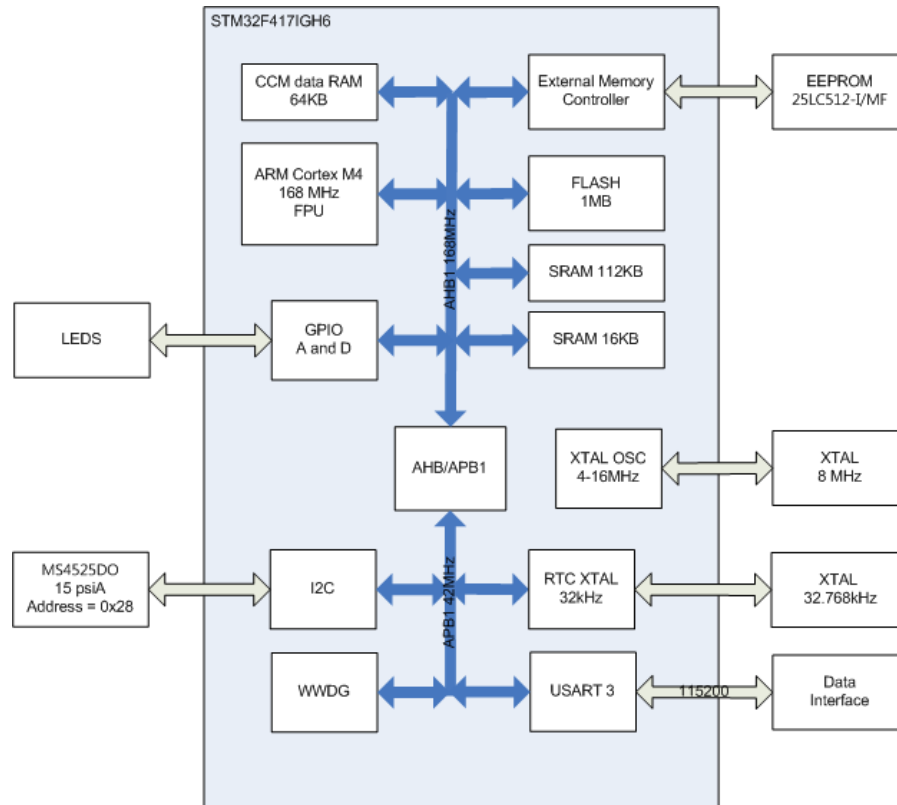 STM32F417IGH6
CCM data RAM
64KB
External Memory
Controller
EEPROM
25LC512-I/MF
ARM Cortex M4
168 MHz
FPU
FLASH
1MB
AHB1 168MHz
SRAM 112KB
LEDS
GPIO
A and D
SRAM 16KB
AHB/APB1
XTAL OSC
4-16MHz
XTAL
8 MHz
MS4525DO
15 psiA
Address = 0x28
I2C
APB1 42MHz
RTC XTAL
32kHz
XTAL
32.768kHz
WWDG
USART 3
115200
Data
Interface